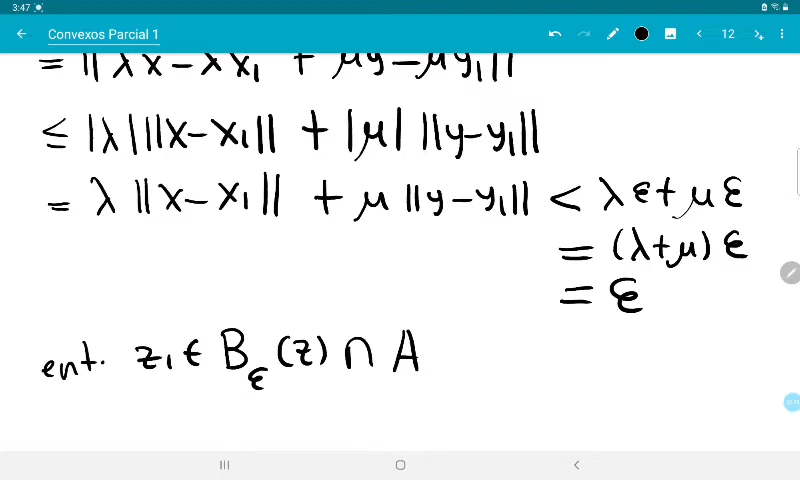 3:47
Convexos Parcial 1
12
= ||λx − λx₁ + μy − μy₁||
≤ |λ| ||x − x₁|| + |μ| ||y − y₁||
= λ ||x − x₁|| + μ ||y − y₁|| < λε + με
= (λ+μ) ε
= ε
ent. z₁ ∈ B_ε (z) ∩ A